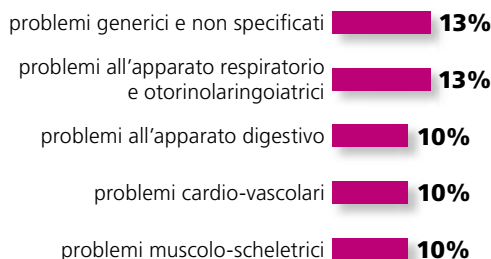 problemi generici e non specificati 13%
problemi all'apparato respiratorio
e otorinolaringoiatrici 13%
problemi all'apparato digestivo 10%
problemi cardio-vascolari 10%
problemi muscolo-scheletrici 10%